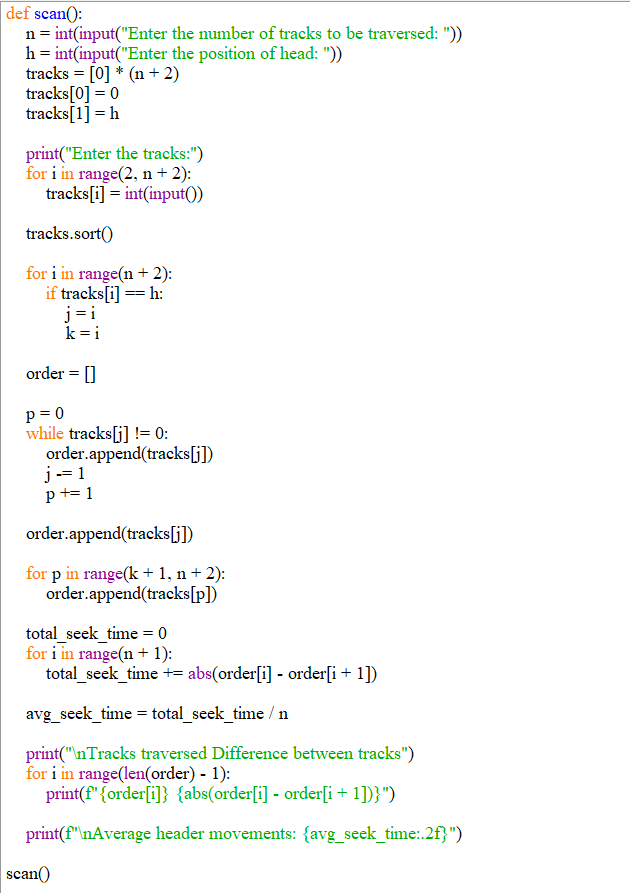 def scan():
    n = int(input("Enter the number of tracks to be traversed: "))
    h = int(input("Enter the position of head: "))
    tracks = [0] * (n + 2)
    tracks[0] = 0
    tracks[1] = h

    print("Enter the tracks:")
    for i in range(2, n + 2):
        tracks[i] = int(input())

    tracks.sort()

    for i in range(n + 2):
        if tracks[i] == h:
            j = i
            k = i

    order = []

    p = 0
    while tracks[j] != 0:
        order.append(tracks[j])
        j -= 1
        p += 1

    order.append(tracks[j])

    for p in range(k + 1, n + 2):
        order.append(tracks[p])

    total_seek_time = 0
    for i in range(n + 1):
        total_seek_time += abs(order[i] - order[i + 1])

    avg_seek_time = total_seek_time / n

    print("\nTracks traversed Difference between tracks")
    for i in range(len(order) - 1):
        print(f"{order[i]} {abs(order[i] - order[i + 1])}")

    print(f"\nAverage header movements: {avg_seek_time:.2f}")

scan()